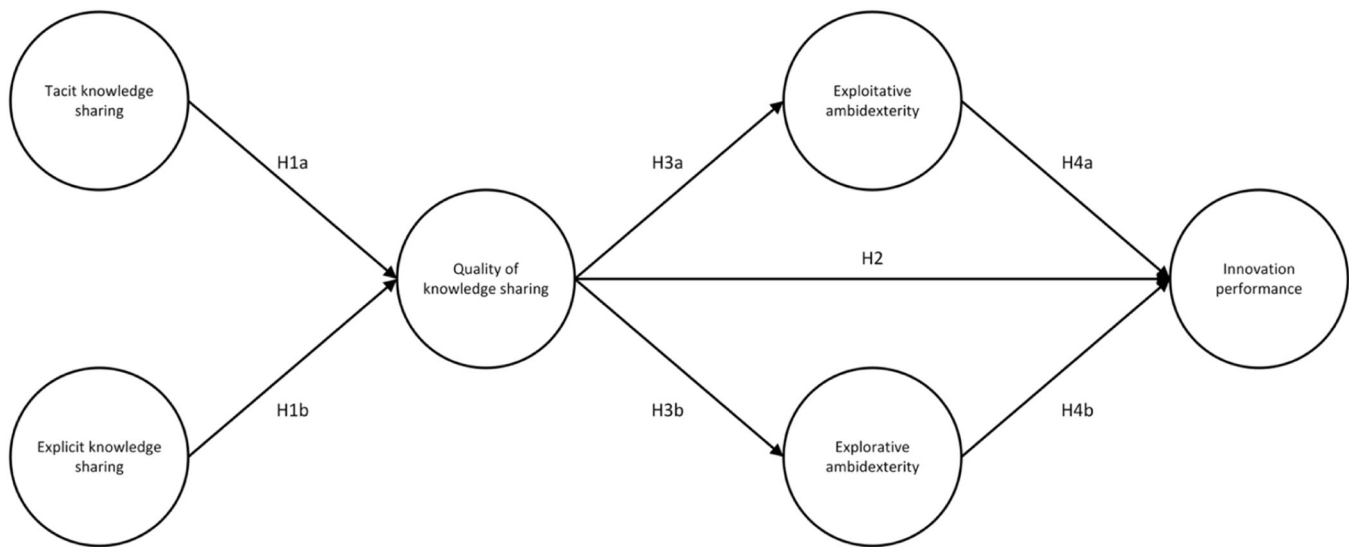 Tacit knowledge
sharing
Exploitative
ambidexterity
H1a
H3a
H4a
Quality of
knowledge sharing
H2
Innovation
performance
H1b
H3b
H4b
Explicit knowledge
sharing
Explorative
ambidexterity